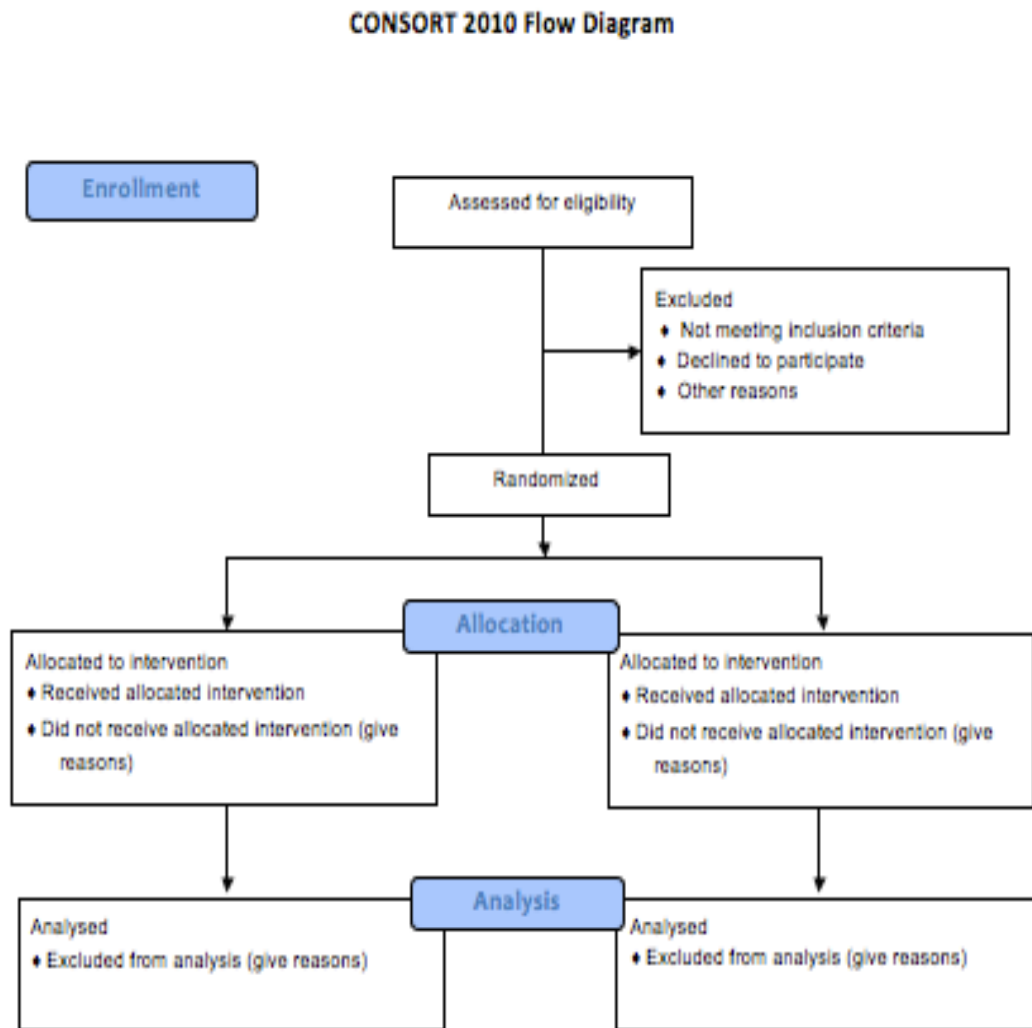 CONSORT 2010 Flow Diagram
Enrollment
Assessed for eligibility
Excluded
♦ Not meeting inclusion criteria
♦ Declined to participate
♦ Other reasons
Randomized
Allocation
Allocated to intervention
♦ Received allocated intervention
♦ Did not receive allocated intervention (give
reasons)
Allocated to intervention
♦ Received allocated intervention
♦ Did not receive allocated intervention (give
reasons)
Analysis
Analysed
♦ Excluded from analysis (give reasons)
Analysed
♦ Excluded from analysis (give reasons)